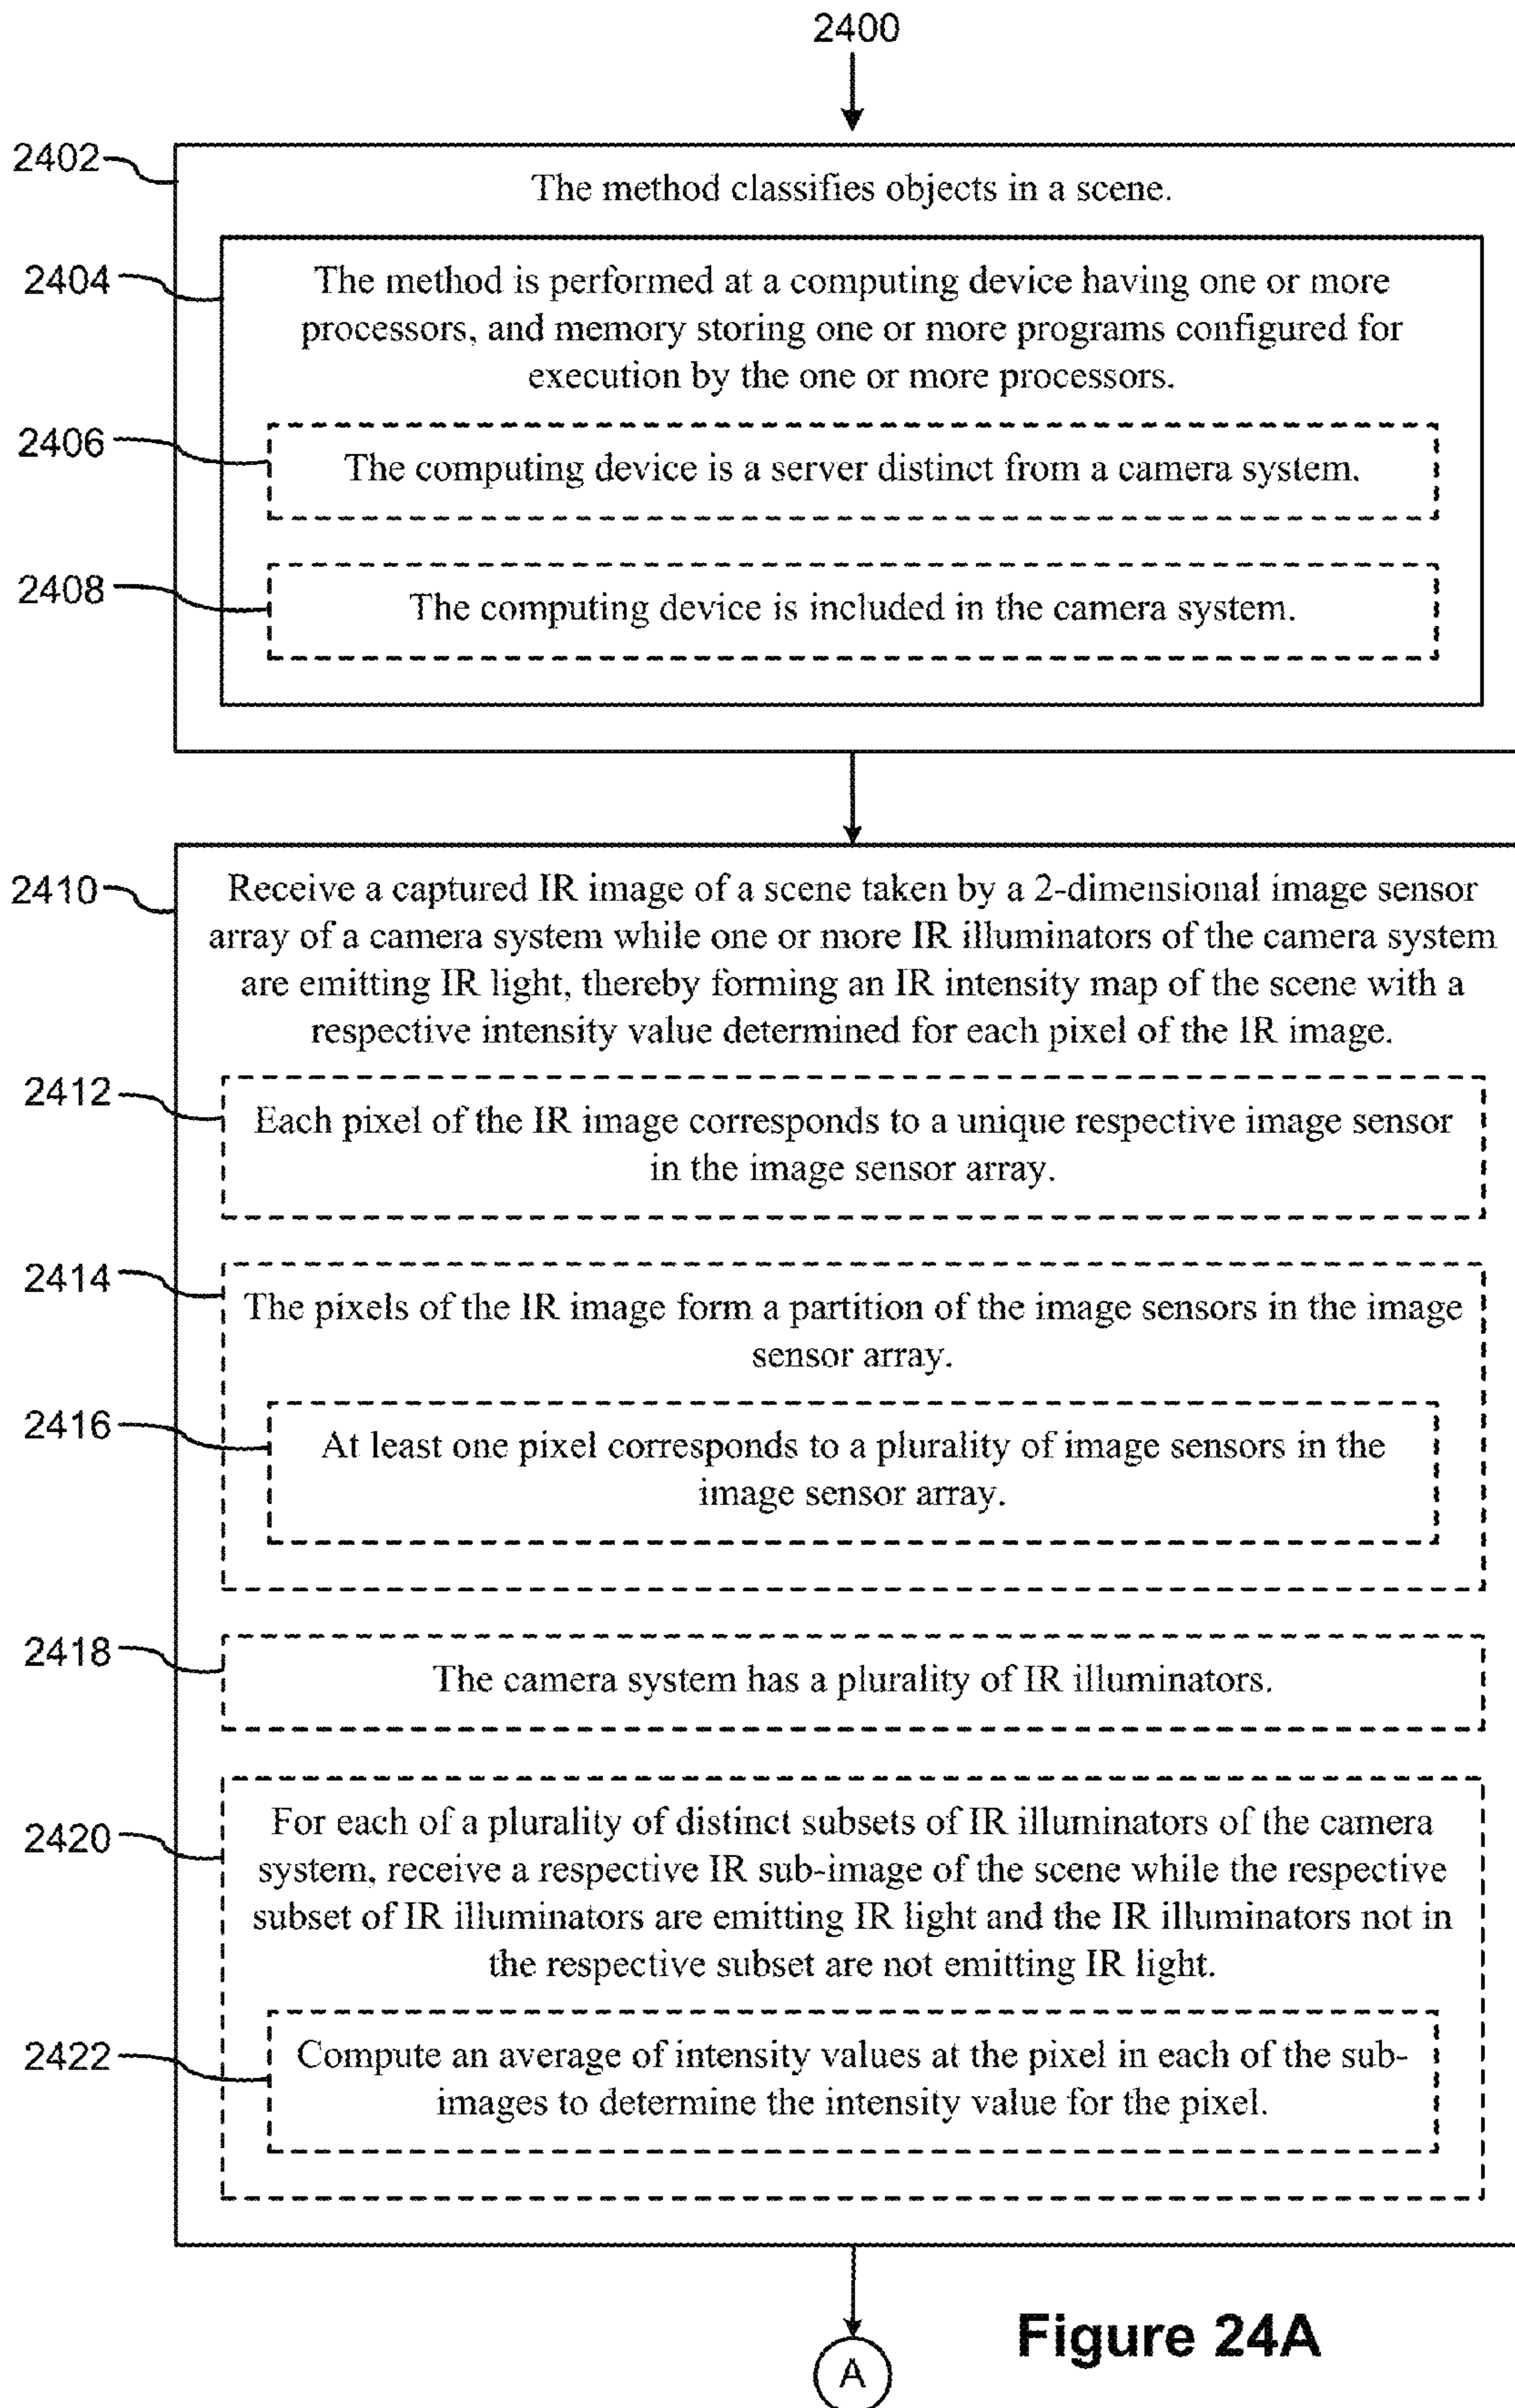 2400
2402
The method classifies objects in a scene.
2404
The method is performed at a computing device having one or more
processors, and memory storing one or more programs configured for
execution by the one or more processors.
2406
The computing device is a server distinct from a camera system.
2408
The computing device is included in the camera system.
2410
Receive a captured IR image of a scene taken by a 2-dimensional image sensor
array of a camera system while one or more IR illuminators of the camera system
are emitting IR light, thereby forming an IR intensity map of the scene with a
respective intensity value determined for each pixel of the IR image.
2412
Each pixel of the IR image corresponds to a unique respective image sensor
in the image sensor array.
2414
The pixels of the IR image form a partition of the image sensors in the image
sensor array.
2416
At least one pixel corresponds to a plurality of image sensors in the
image sensor array.
2418
The camera system has a plurality of IR illuminators.
2420
For each of a plurality of distinct subsets of IR illuminators of the camera
system, receive a respective IR sub-image of the scene while the respective
subset of IR illuminators are emitting IR light and the IR illuminators not in
the respective subset are not emitting IR light.
2422
Compute an average of intensity values at the pixel in each of the sub-
images to determine the intensity value for the pixel.
A
Figure 24A